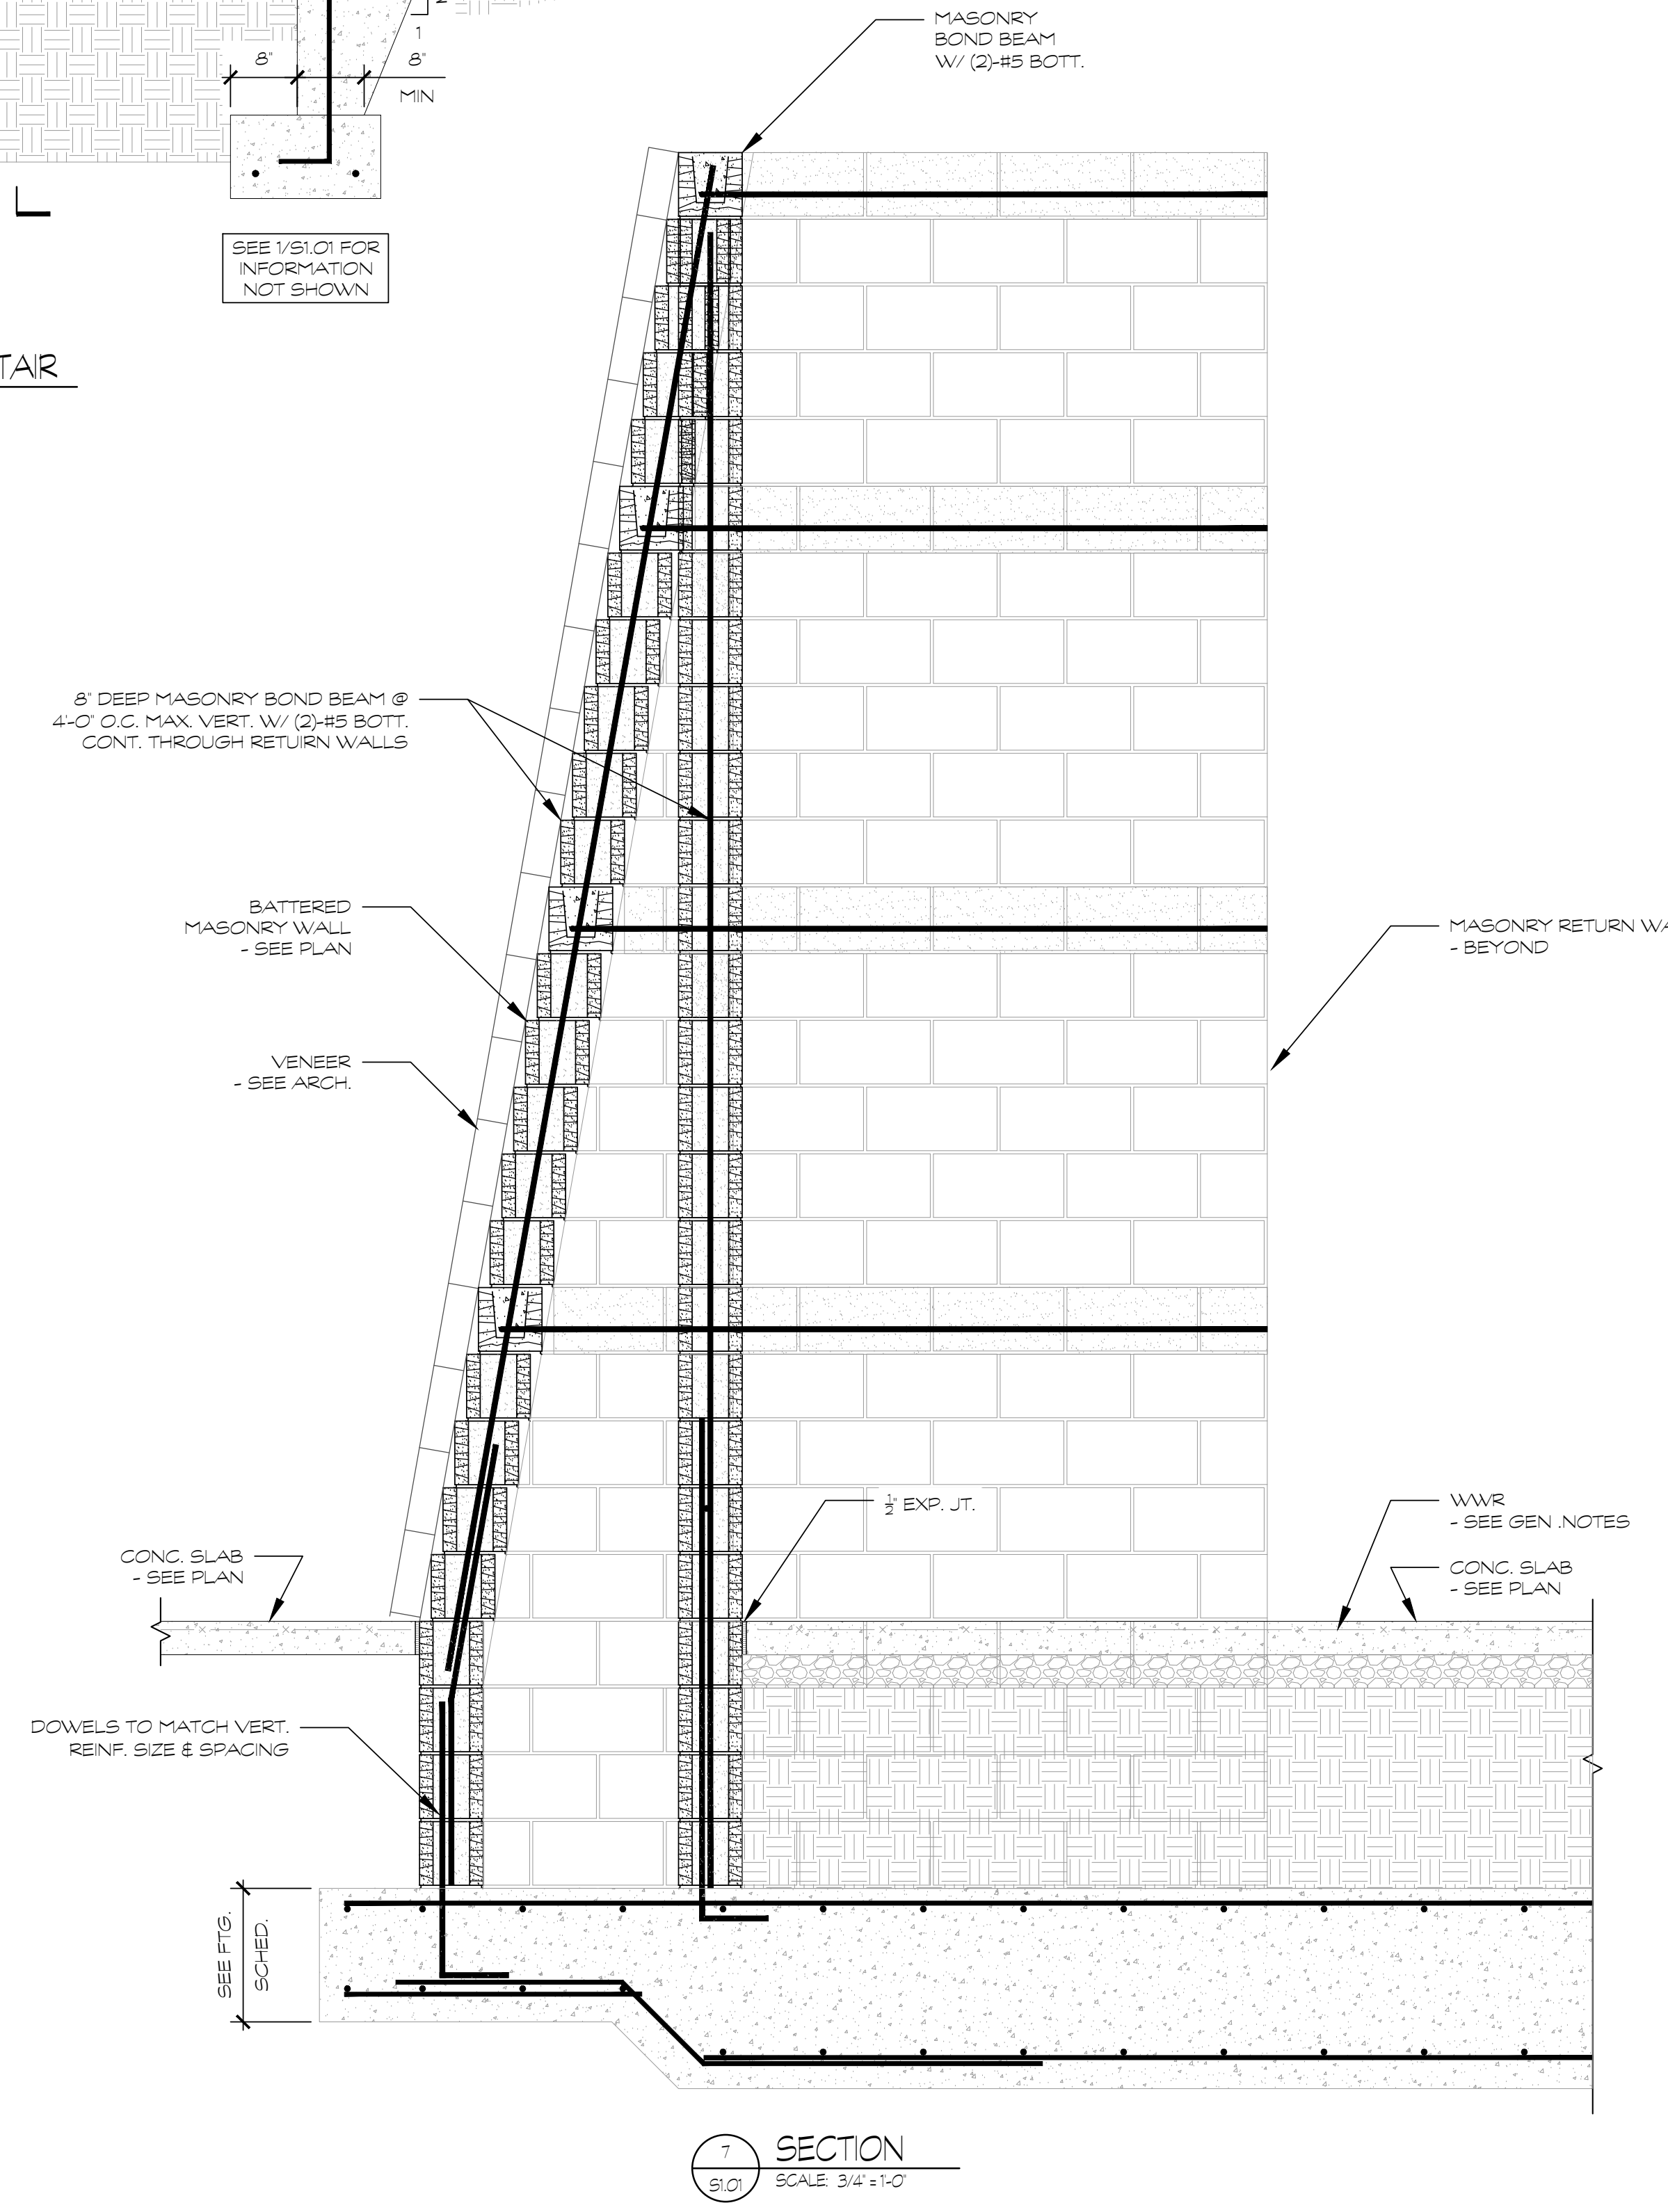 1
8" 8"
MIN
SEE 1/S1.01 FOR
INFORMATION
NOT SHOWN
MASONRY
BOND BEAM
W/ (2)-#5 BOTT.
8" DEEP MASONRY BOND BEAM @
4'-0" O.C. MAX. VERT. W/ (2)-#5 BOTT.
CONT. THROUGH RETUIRN WALLS
BATTERED
MASONRY WALL
- SEE PLAN
VENEER
- SEE ARCH.
MASONRY RETURN
- BEYOND
½" EXP. JT.
WWR
- SEE GEN .NOTES
CONC. SLAB
- SEE PLAN
CONC. SLAB
- SEE PLAN
DOWELS TO MATCH VERT.
REINF. SIZE & SPACING
SEE FTG.
SCHED.
7
S1.01
SECTION
SCALE: 3/4" = 1'-0"